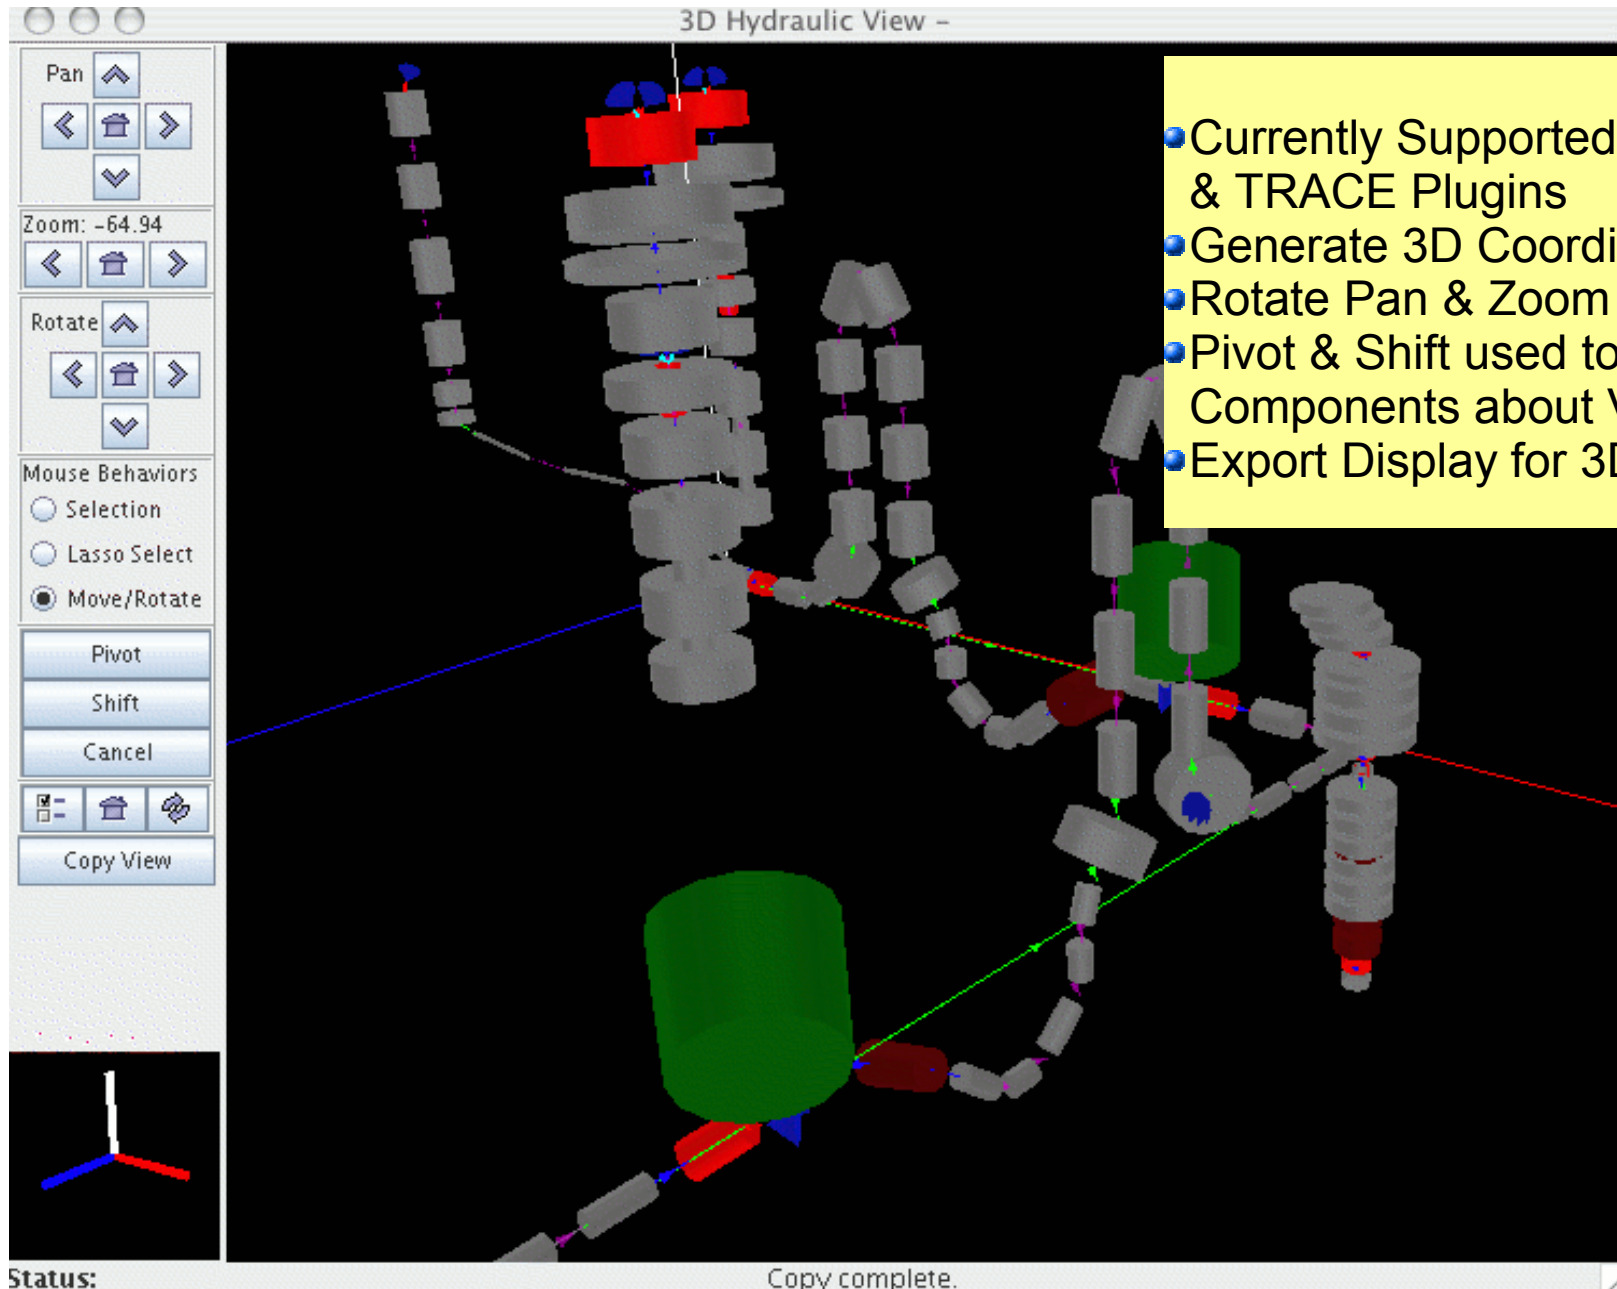 3D Hydraulic View –
Pan
Zoom: -64.94
Rotate
Mouse Behaviors
Selection
Lasso Select
Move/Rotate
Pivot
Shift
Cancel
Copy View
Currently Supported
& TRACE Plugins
Generate 3D Coordi
Rotate Pan & Zoom
Pivot & Shift used to
Components about V
Export Display for 3D
Status:
Copy complete.